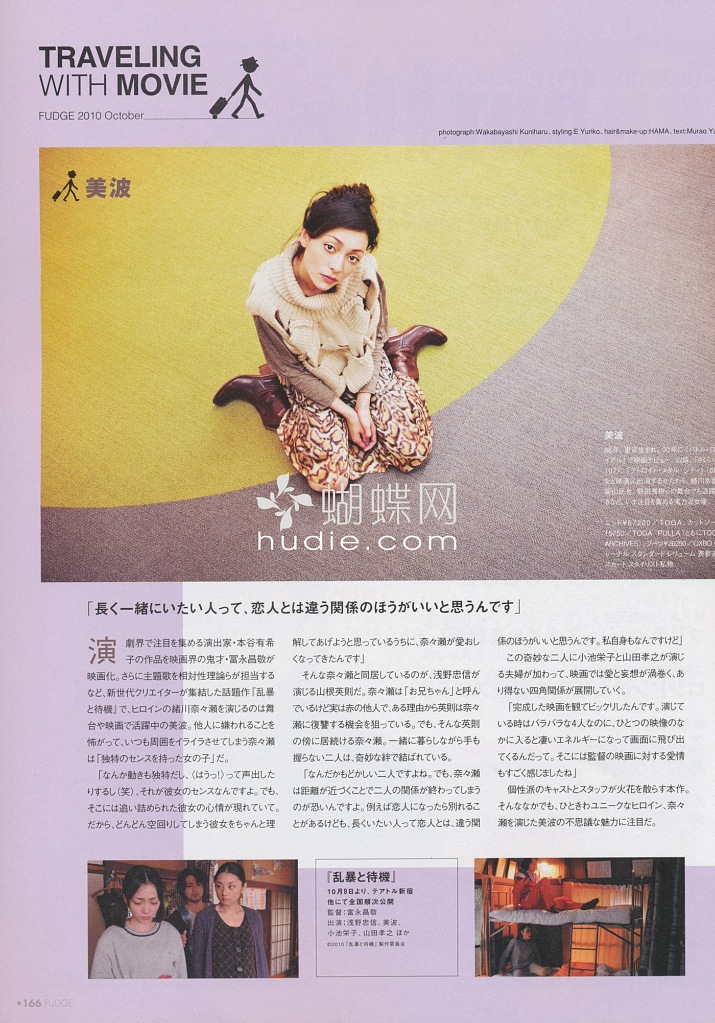 TRAVELING
WITH MOVIE
FUDGE 2010 October
photograph:Wakabayashi Kuniharu, styling:E Yuriko, hair&make-up:HAMA, text:Murao Ya
美波
美波
蝴蝶网
hudie.com
ニット¥67200／TOGA、カットソー
15750／TOGA PULLA（ともにTOG
ARCHIVES）、ブーツ¥26250／OXBO
スカート スタイリスト私物
「長く一緒にいたい人って、恋人とは違う関係のほうがいいと思うんです」
演劇界で注目を集める演出家・本谷有希
子の作品を映画界の鬼才・冨永昌敬が
映画化。さらに主題歌を相対性理論が担当する
など、新世代クリエイターが集結した話題作『乱暴
と待機』で、ヒロインの緒川奈々瀬を演じるのは舞
台や映画で活躍中の美波。他人に嫌われることを
怖がって、いつも周囲をイライラさせてしまう奈々瀬
は「独特のセンスを持った女の子」だ。
「なんか動きも独特だし、〈はうっ!〉って声出した
りするし（笑）、それが彼女のセンスなんですよ。でも、
そこには追い詰められた彼女の心情が現れていて。
だから、どんどん空回りしてしまう彼女をちゃんと理
解してあげようと思っているうちに、奈々瀬が愛おし
くなってきたんです」
そんな奈々瀬と同居しているのが、浅野忠信が
演じる山根英則だ。奈々瀬は「お兄ちゃん」と呼ん
でいるけど実は赤の他人で、ある理由から英則は奈々
瀬に復讐する機会を狙っている。でも、そんな英則
の傍に居続ける奈々瀬。一緒に暮らしながら手も
握らない二人は、奇妙な絆で結ばれている。
「なんだかもどかしい二人ですよね。でも、奈々瀬
は距離が近づくことで二人の関係が終わってしまう
のが恐いんですよ。例えば恋人になったら別れるこ
とがあるけども、長くいたい人って恋人とは、違う関
係のほうがいいと思うんです。私自身もなんですけど」
この奇妙な二人に小池栄子と山田孝之が演じ
る夫婦が加わって、映画では愛と妄想が渦巻く、あ
り得ない四角関係が展開していく。
「完成した映画を観てビックリしたんです。演じて
いる時はバラバラな4人なのに、ひとつの映像のな
かに入ると凄いエネルギーになって画面に飛び出
てくるんだって。そこには監督の映画に対する愛情
もすごく感じましたね」
個性派のキャストとスタッフが火花を散らす本作。
そんななかでも、ひときわユニークなヒロイン、奈々
瀬を演じた美波の不思議な魅力に注目だ。
『乱暴と待機』
10月9日より、テアトル新宿
他にて全国順次公開
監督：冨永昌敬
出演：浅野忠信、美波、
小池栄子、山田孝之 ほか
©2010『乱暴と待機』製作委員会
166 FUDGE